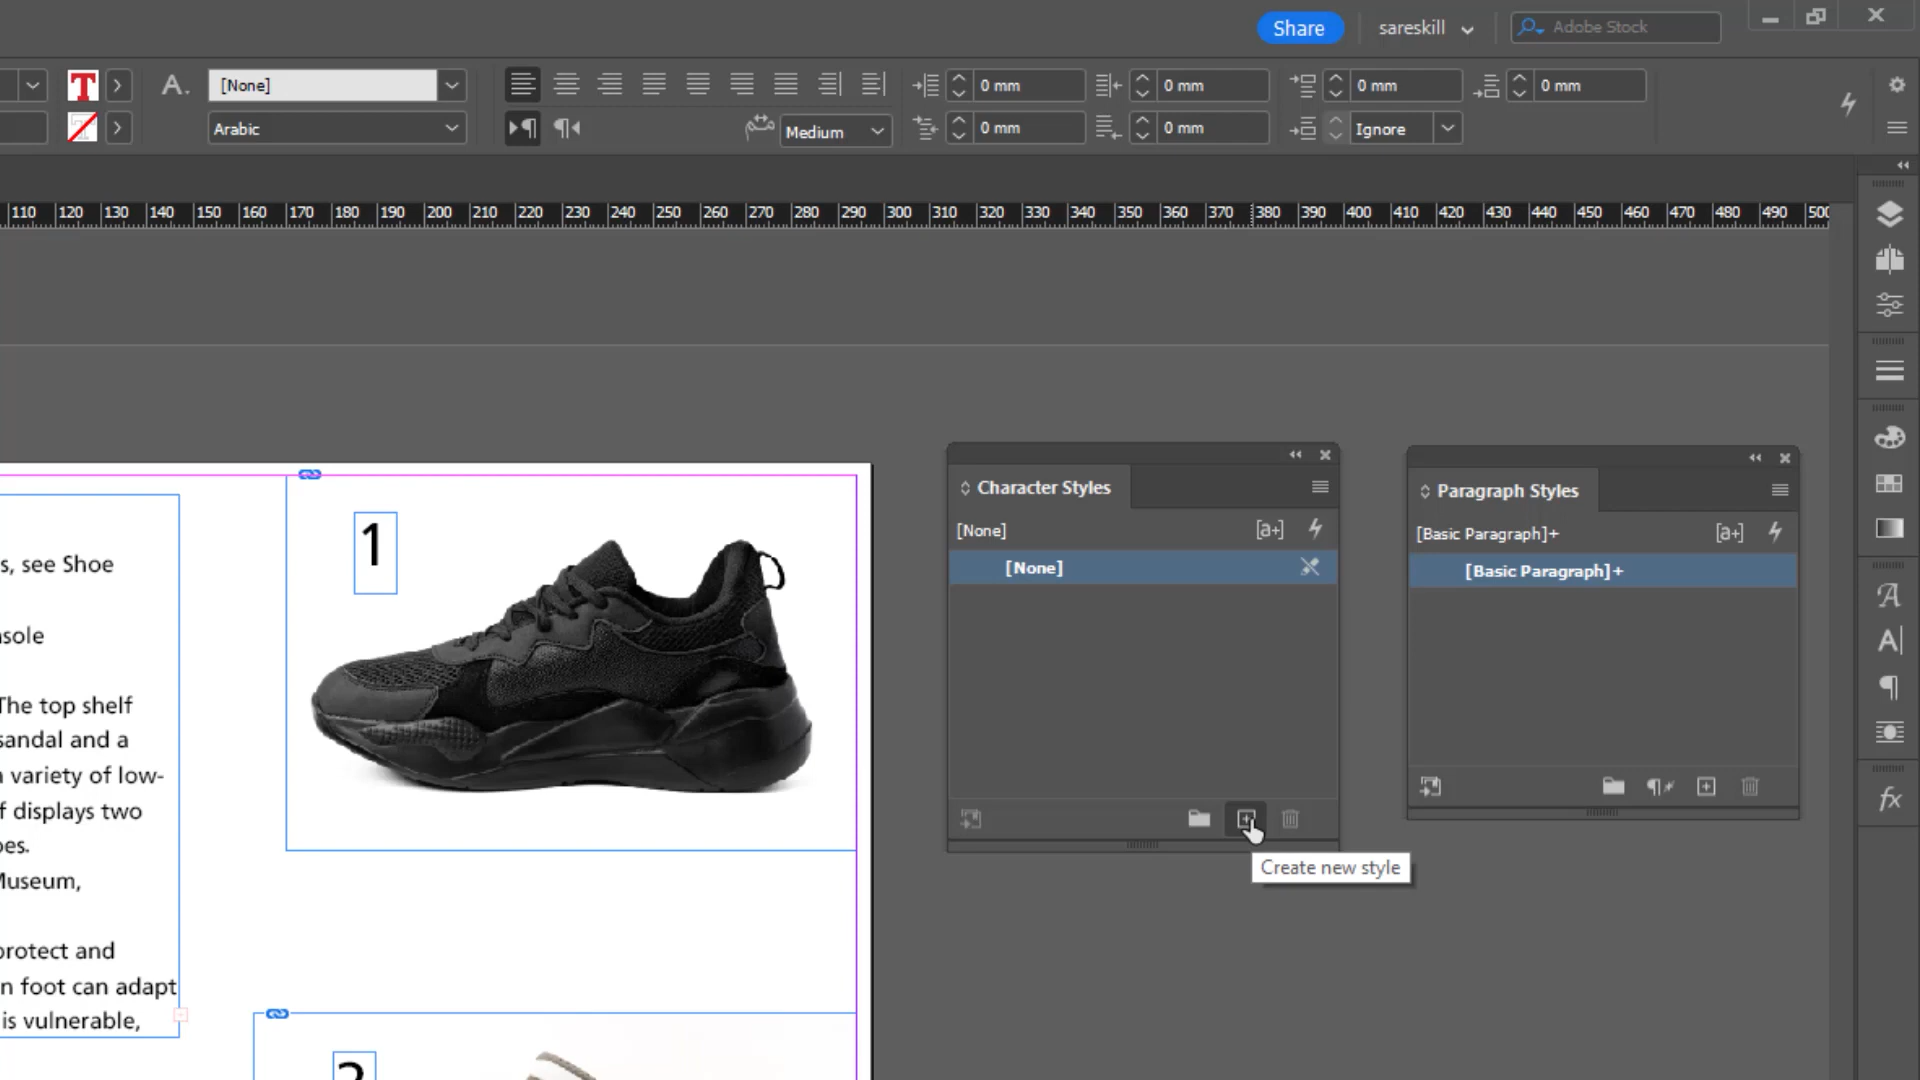 Share
sareskill
Adobe Stock
[None]
0 mm
0 mm
0 mm
0 mm
Arabic
Medium
0 mm
0 mm
Ignore
110 120 130 140 150 160 170 180 190 200 210 220 230 240 250 260 270 280 290 300 310 320 330 340 350 360 370 380 390 400 410 420 430 440 450 460 470 480 490 500
s, see Shoe
sole
The top shelf
sandal and a
variety of low-
f displays two
oes.
Museum,
protect and
n foot can adapt
is vulnerable,
1
2
Character Styles
[None]
[a+]
[None]
Create new style
Paragraph Styles
[Basic Paragraph]+
[a+]
[Basic Paragraph]+